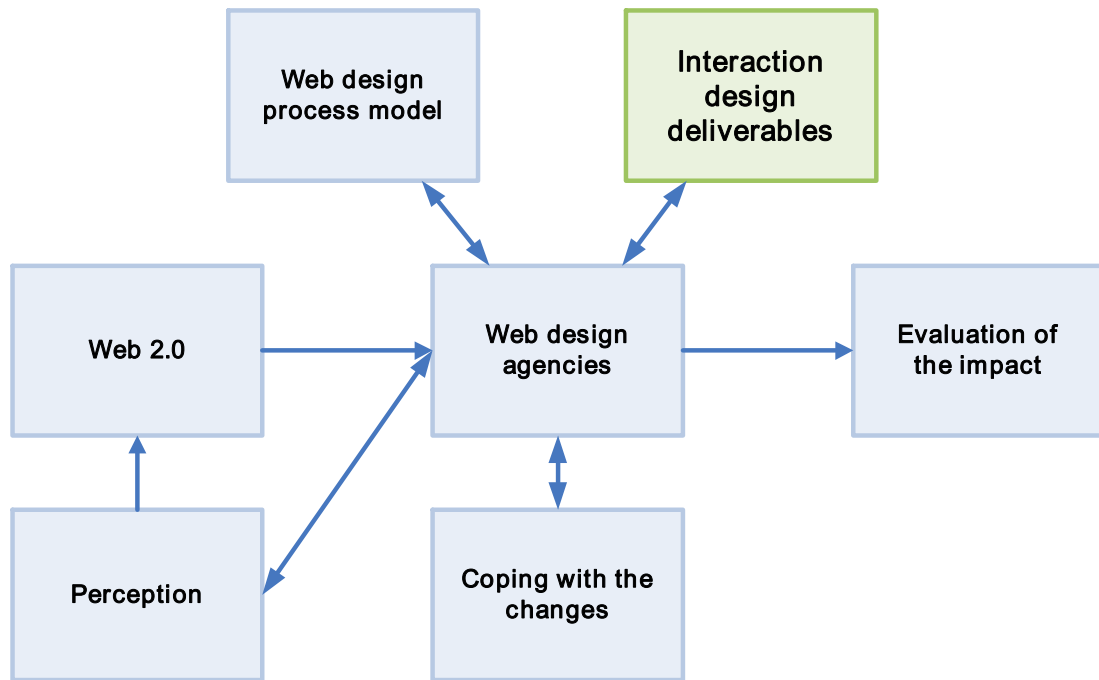 Web design
process model
Interaction
design
deliverables
Web 2.0
Web design
agencies
Evaluation of
the impact
Perception
Coping with the
changes